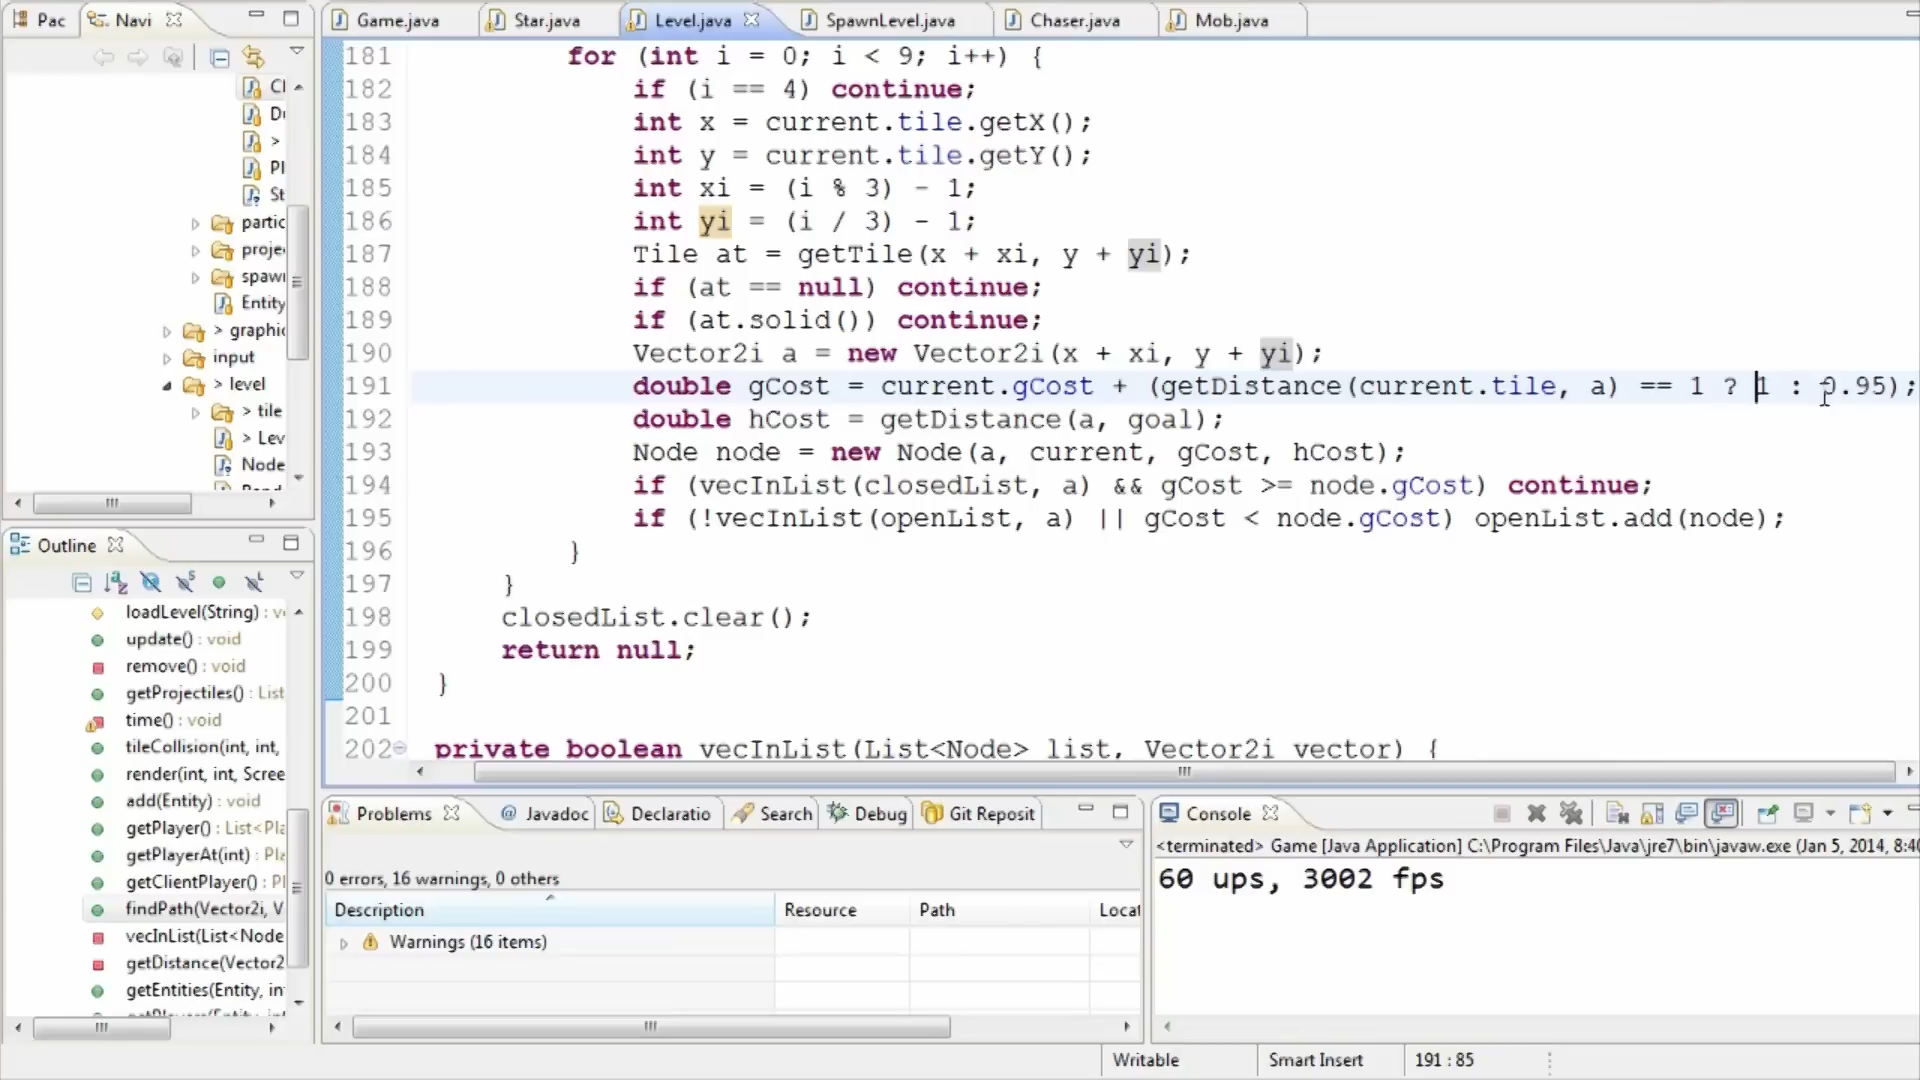 Pac Navi
Game.java Star.java Level.java SpawnLevel.java Chaser.java Mob.java
181 for (int i = 0; i < 9; i++) {
182 if (i == 4) continue;
183 int x = current.tile.getX();
184 int y = current.tile.getY();
185 int xi = (i % 3) - 1;
186 int yi = (i / 3) - 1;
187 Tile at = getTile(x + xi, y + yi);
188 if (at == null) continue;
189 if (at.solid()) continue;
190 Vector2i a = new Vector2i(x + xi, y + yi);
191 double gCost = current.gCost + (getDistance(current.tile, a) == 1 ? 1 : 0.95);
192 double hCost = getDistance(a, goal);
193 Node node = new Node(a, current, gCost, hCost);
194 if (vecInList(closedList, a) && gCost >= node.gCost) continue;
195 if (!vecInList(openList, a) || gCost < node.gCost) openList.add(node);
196 }
197 }
198 closedList.clear();
199 return null;
200 }
201
202 private boolean vecInList(List<Node> list, Vector2i vector) {
>
Pl
St
partic
proje
spawn
Entity
> graphic
input
> level
> tile
> Lev
Node
Outline
loadLevel(String) : v
update() : void
remove() : void
getProjectiles() : List
time() : void
tileCollision(int, int,
render(int, int, Scree
add(Entity) : void
getPlayer() : List<Pla
getPlayerAt(int) : Pla
getClientPlayer() : Pl
findPath(Vector2i, V
vecInList(List<Node
getDistance(Vector2
getEntities(Entity, in
Problems Javadoc Declaratio Search Debug Git Reposit
0 errors, 16 warnings, 0 others
Description Resource Path Locat
Warnings (16 items)
Console
<terminated> Game [Java Application] C:\Program Files\Java\jre7\bin\javaw.exe (Jan 5, 2014, 8:40
60 ups, 3002 fps
Writable Smart Insert 191 : 85